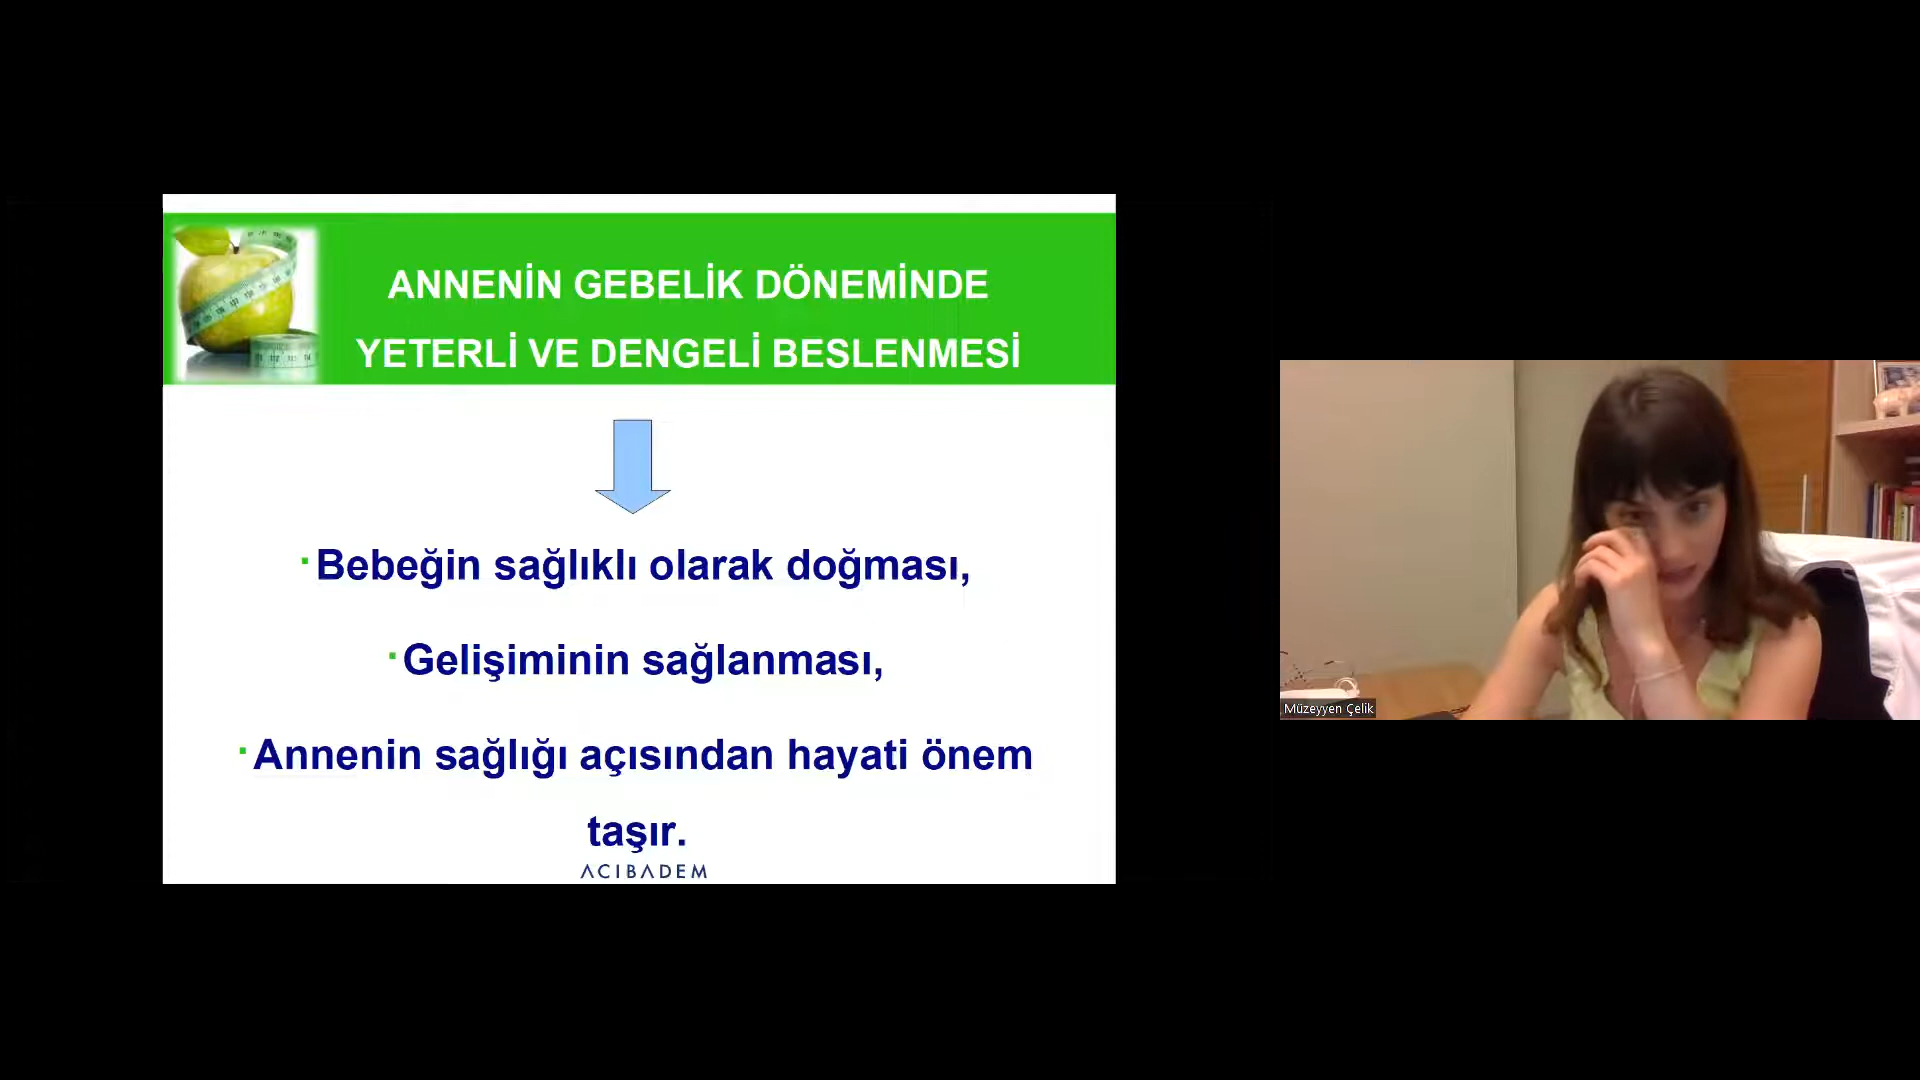 ANNENİN GEBELİK DÖNEMİNDE
YETERLİ VE DENGELİ BESLENMESİ
Bebeğin sağlıklı olarak doğması,
Gelişiminin sağlanması,
Annenin sağlığı açısından hayati önem
taşır.
ACIBADEM
Müzeyyen Çelik